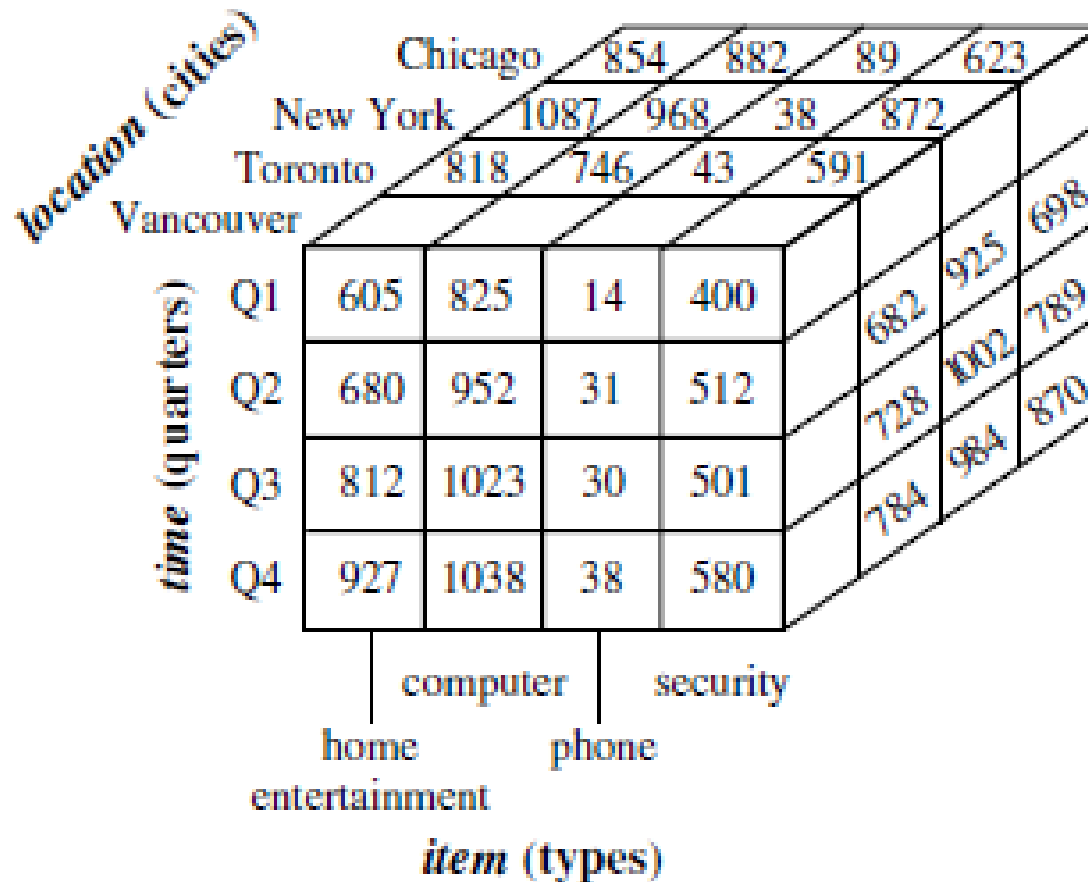 location (cities)
Chicago 854 882 89 623
New York 1087 968 38 872
Toronto 818 746 43 591
Vancouver
time (quarters)
Q1 605 825 14 400
Q2 680 952 31 512
Q3 812 1023 30 501
Q4 927 1038 38 580
682 925 698
728 1002 789
784 984 870
computer security
home phone
entertainment
item (types)